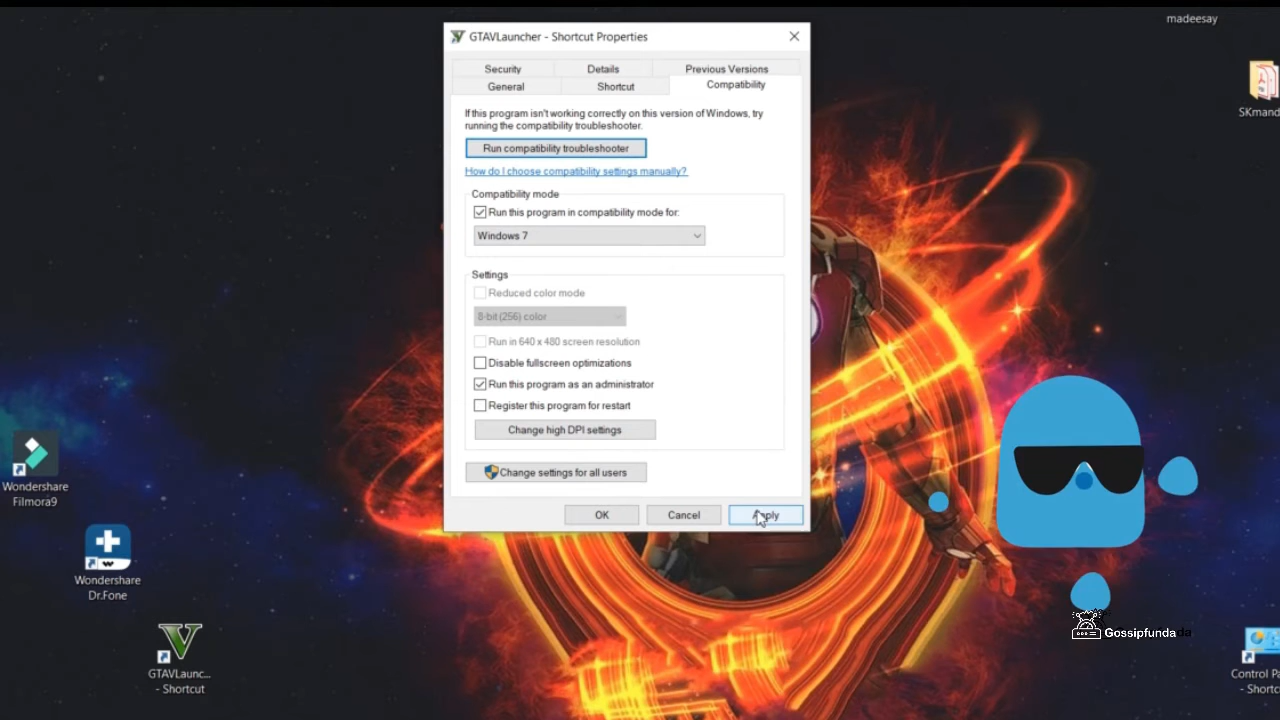 madeesay
GTAVLauncher - Shortcut Properties
Security
Details
Previous Versions
General
Shortcut
Compatibility
If this program isn't working correctly on this version of Windows, try
running the compatibility troubleshooter.
Run compatibility troubleshooter
How do I choose compatibility settings manually?
Compatibility mode
Run this program in compatibility mode for:
Windows 7
Settings
Reduced color mode
8-bit (256) color
Run in 640 x 480 screen resolution
Disable fullscreen optimizations
Run this program as an administrator
Register this program for restart
Change high DPI settings
Change settings for all users
OK
Cancel
Apply
SKmand
Wondershare
Filmora9
Wondershare
Dr.Fone
GTAVLaunc...
- Shortcut
Gossipfunda
Control Pa
- Shortc